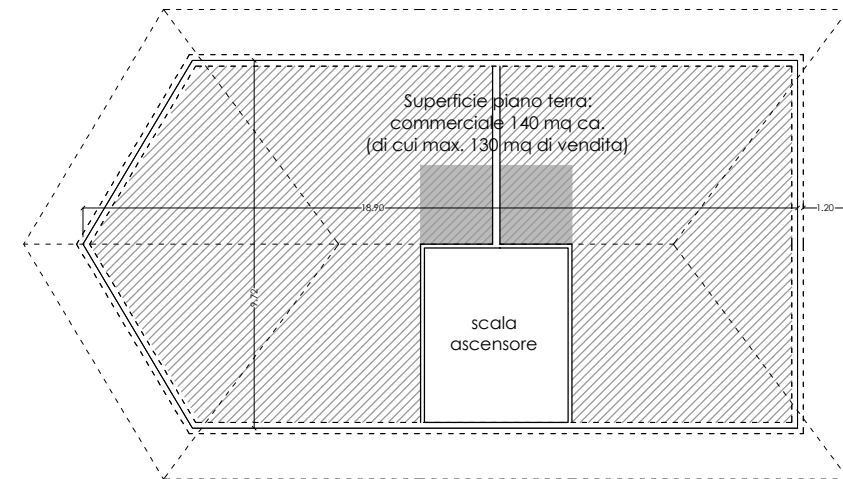 Superficie piano terra:
commerciale 140 mq ca.
(di cui max. 130 mq di vendita)
18.90
1.20
9.72
scala
ascensore